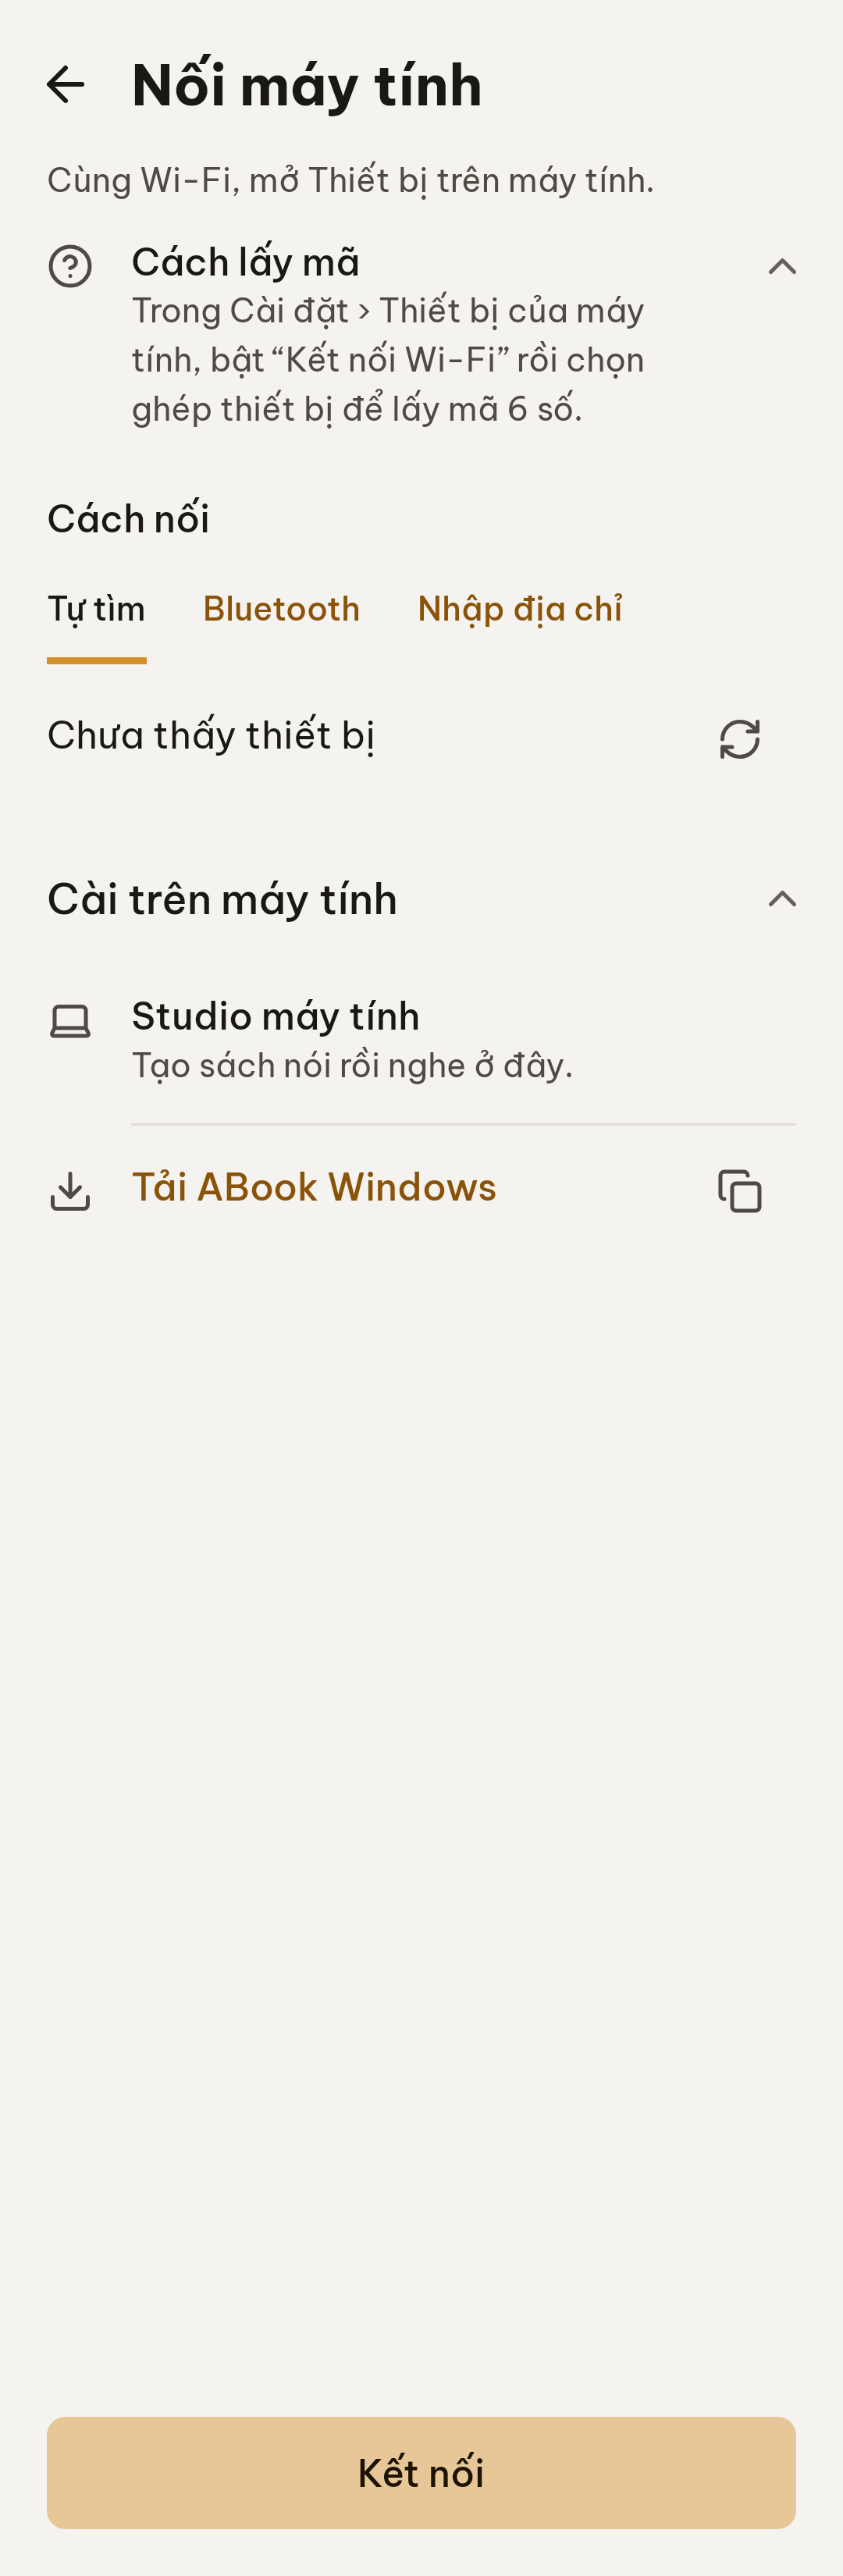 Nối máy tính
Cùng Wi-Fi, mở Thiết bị trên máy tính.
Cách lấy mã
Trong Cài đặt > Thiết bị của máy
tính, bật “Kết nối Wi-Fi” rồi chọn
ghép thiết bị để lấy mã 6 số.
Cách nối
Tự tìm Bluetooth Nhập địa chỉ
Chưa thấy thiết bị
Cài trên máy tính
Studio máy tính
Tạo sách nói rồi nghe ở đây.
Tải ABook Windows
Kết nối